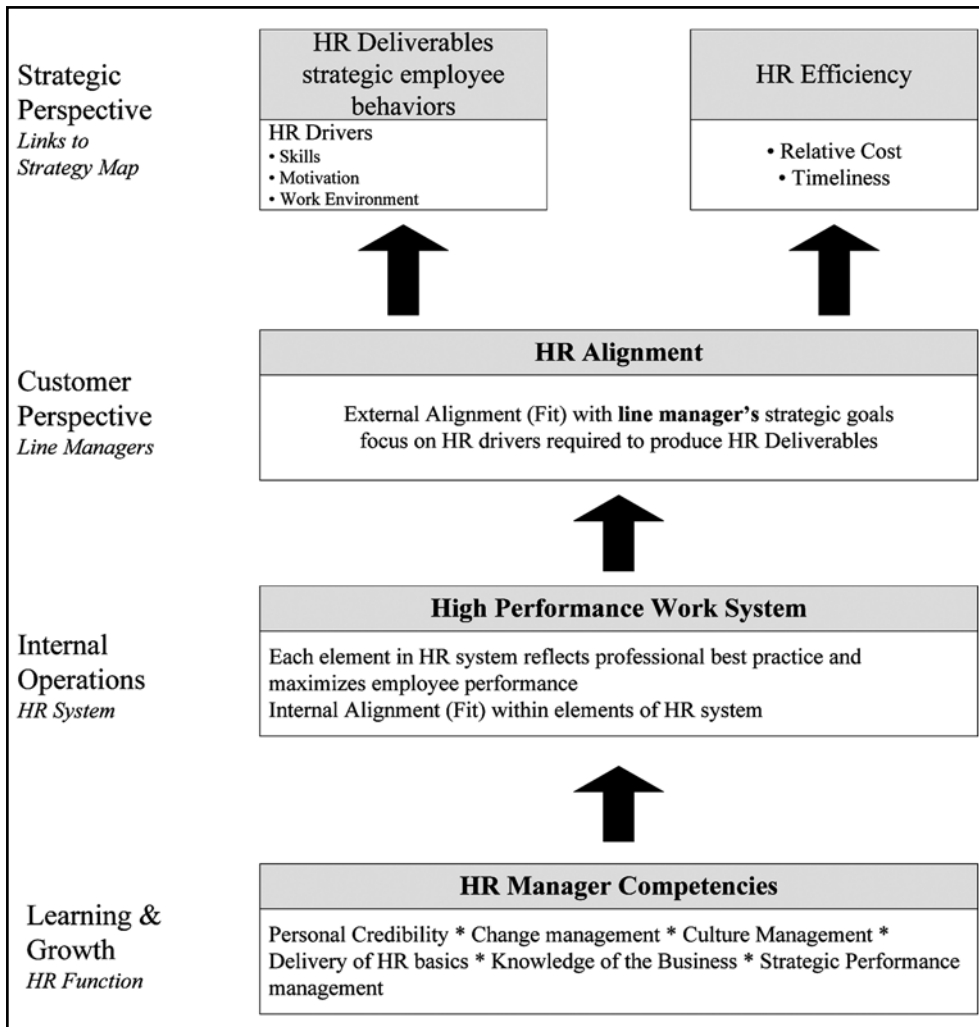 Strategic
Perspective
Links to
Strategy Map
HR Deliverables
strategic employee
behaviors
HR Drivers
• Skills
• Motivation
• Work Environment
HR Efficiency
• Relative Cost
• Timeliness
Customer
Perspective
Line Managers
HR Alignment
External Alignment (Fit) with line manager's strategic goals
focus on HR drivers required to produce HR Deliverables
Internal
Operations
HR System
High Performance Work System
Each element in HR system reflects professional best practice and
maximizes employee performance
Internal Alignment (Fit) within elements of HR system
Learning &
Growth
HR Function
HR Manager Competencies
Personal Credibility * Change management * Culture Management *
Delivery of HR basics * Knowledge of the Business * Strategic Performance
management